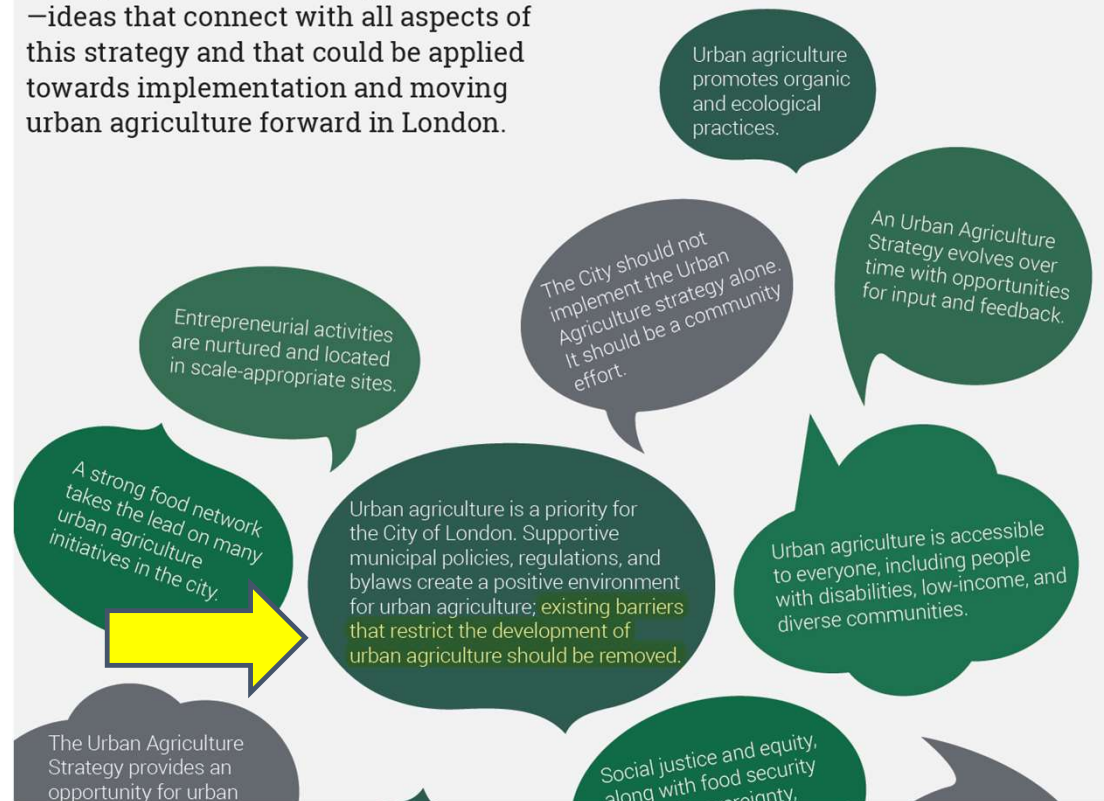 —ideas that connect with all aspects of
this strategy and that could be applied
towards implementation and moving
urban agriculture forward in London.
Urban agriculture
promotes organic
and ecological
practices.
An Urban Agriculture
Strategy evolves over
time with opportunities
for input and feedback.
The City should not
implement the Urban
Agriculture strategy alone.
It should be a community
effort.
Entrepreneurial activities
are nurtured and located
in scale-appropriate sites.
A strong food network
takes the lead on many
urban agriculture
initiatives in the city.
Urban agriculture is a priority for
the City of London. Supportive
municipal policies, regulations, and
bylaws create a positive environment
for urban agriculture; existing barriers
that restrict the development of
urban agriculture should be removed.
Urban agriculture is accessible
to everyone, including people
with disabilities, low-income, and
diverse communities.
The Urban Agriculture
Strategy provides an
opportunity for urban
Social justice and equity,
along with food security